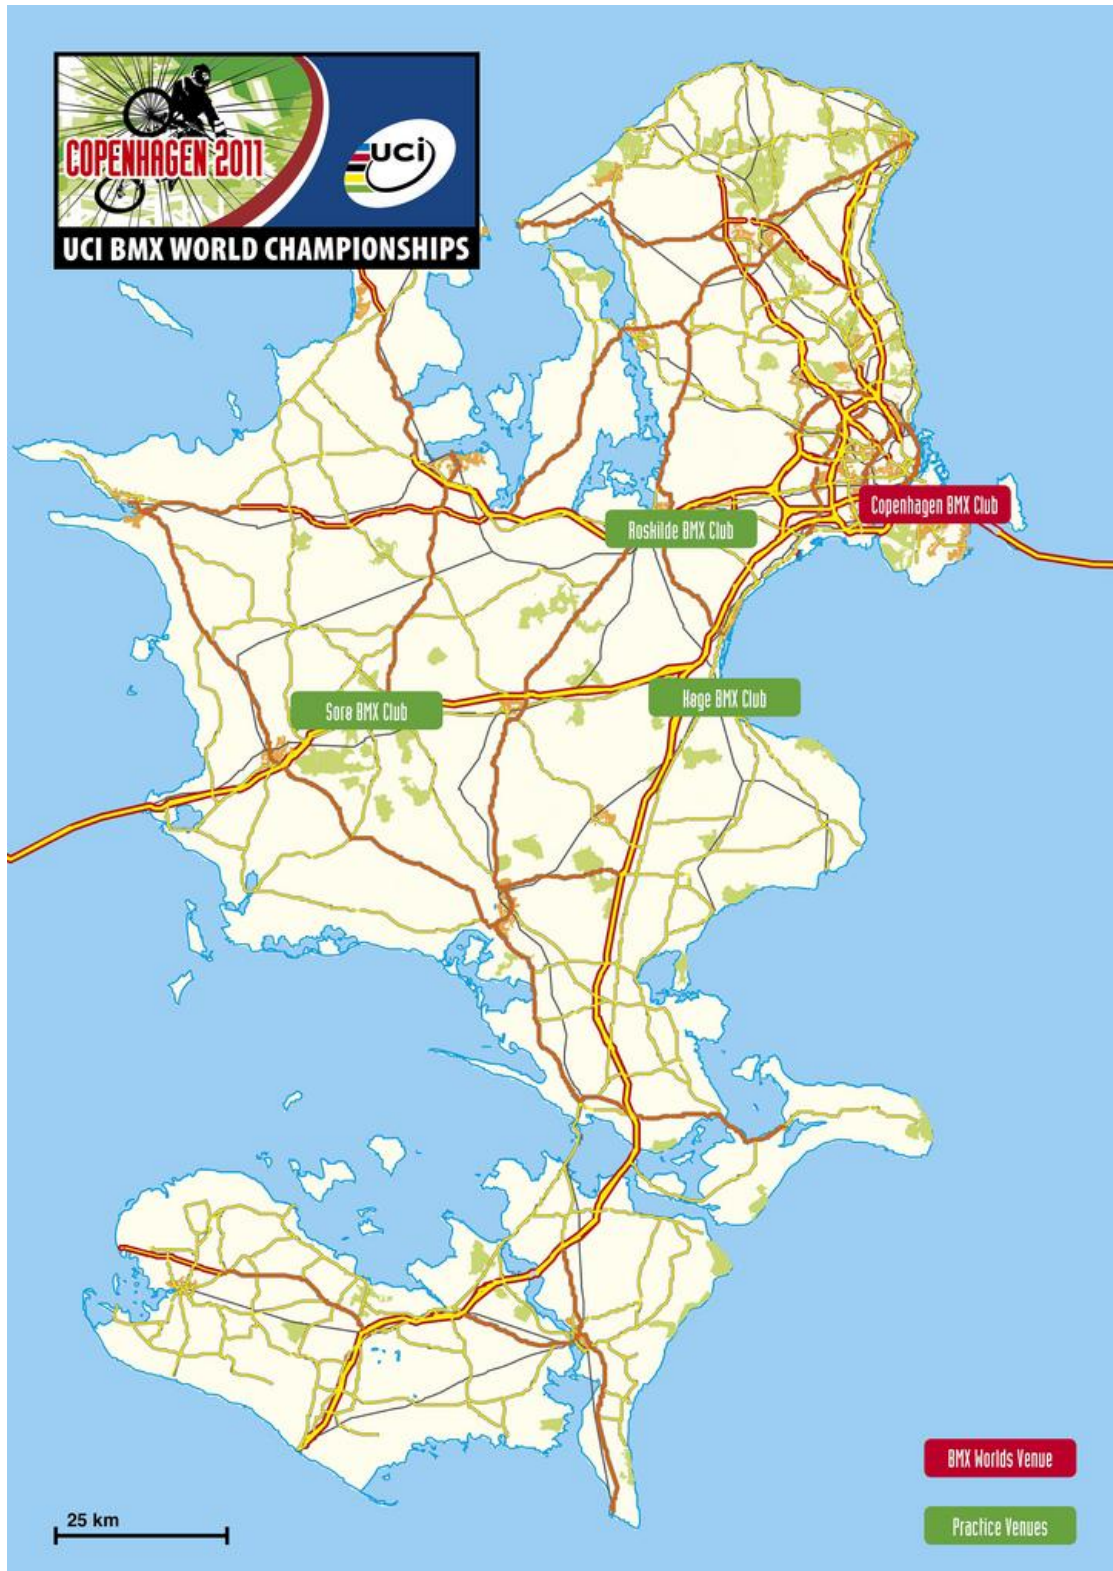 COPENHAGEN 2011
uci
UCI BMX WORLD CHAMPIONSHIPS
Copenhagen BMX Club
Roskilde BMX Club
Sorø BMX Club
Køge BMX Club
BMX Worlds Venue
Practice Venues
25 km